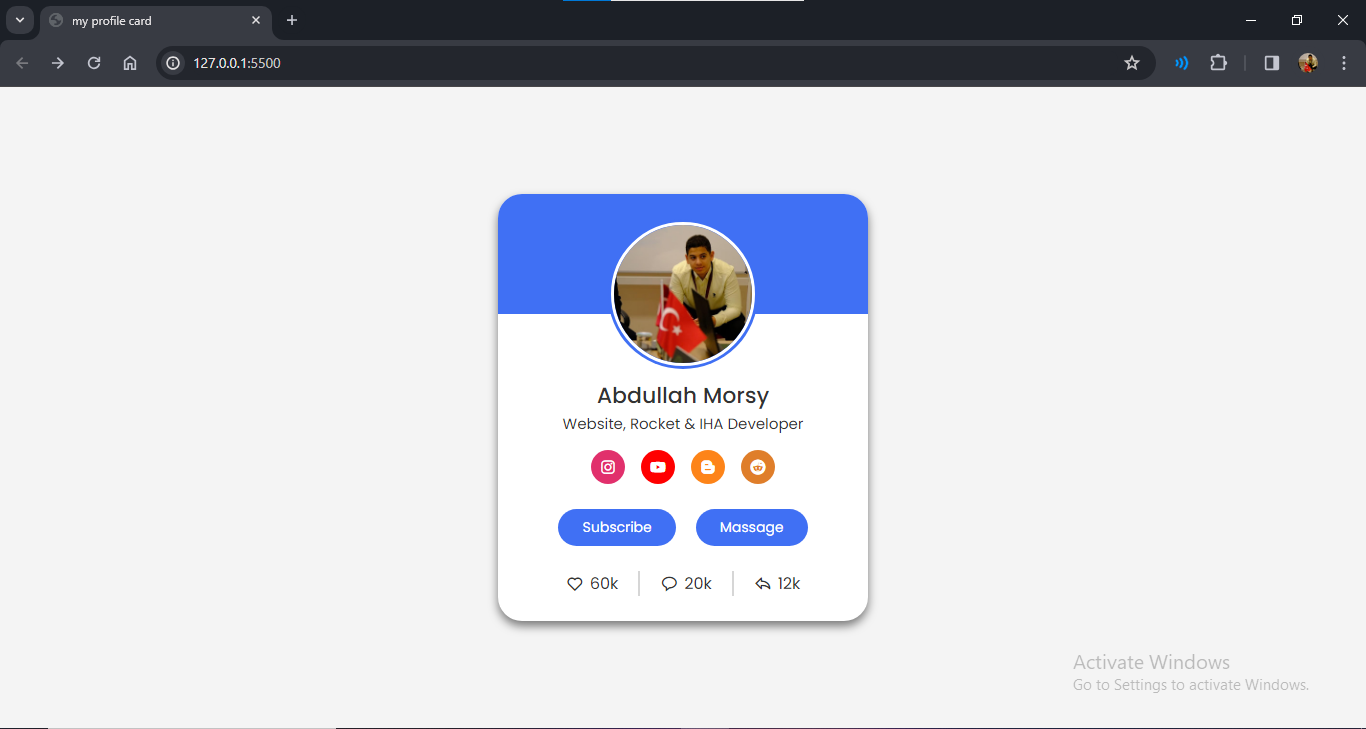 my profile card
127.0.0.1:5500
Abdullah Morsy
Website, Rocket & IHA Developer
Subscribe Massage
60k 20k 12k
Activate Windows
Go to Settings to activate Windows.